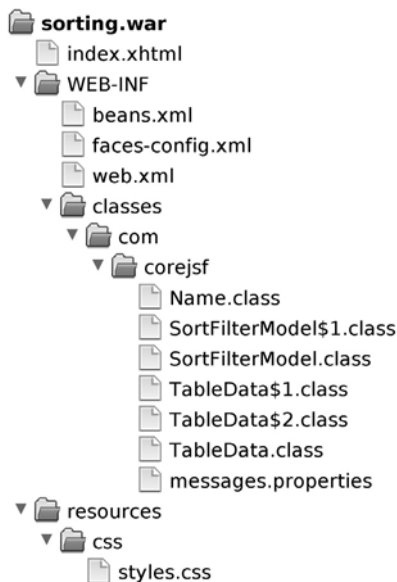 sorting.war
index.xhtml
WEB-INF
beans.xml
faces-config.xml
web.xml
classes
com
corejsf
Name.class
SortFilterModel$1.class
SortFilterModel.class
TableData$1.class
TableData$2.class
TableData.class
messages.properties
resources
css
styles.css